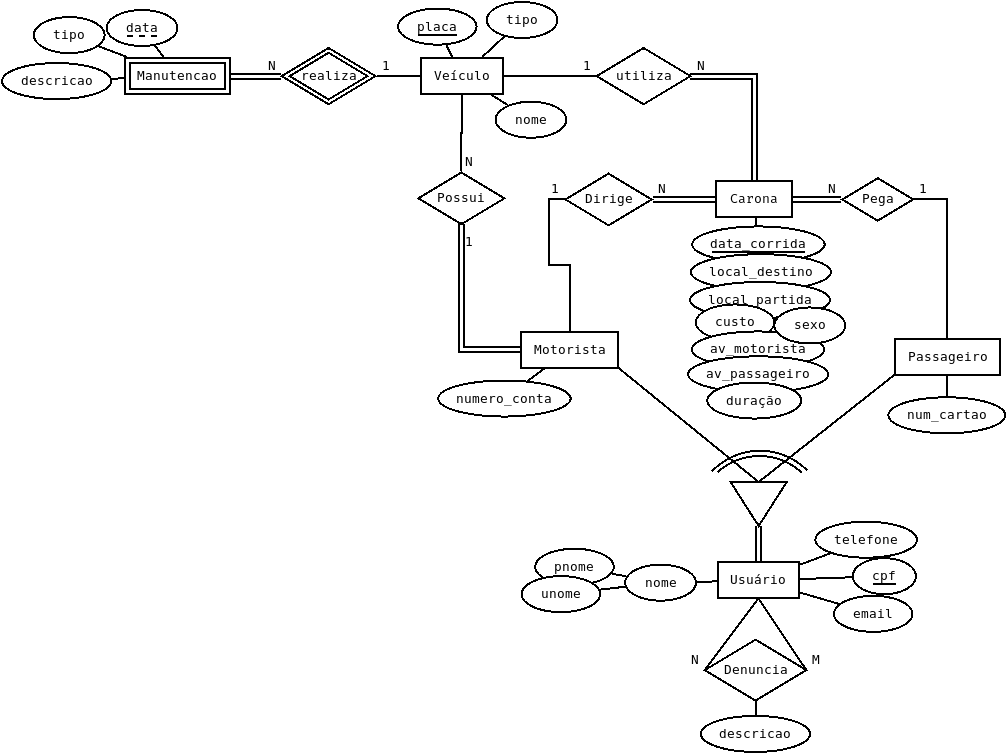 placa
tipo
data
tipo
N
1
1
N
Manutencao
realiza
Veículo
utiliza
descricao
nome
N
1
N
N
1
Possui
Dirige
Carona
Pega
1
data_corrida
local_destino
local_partida
custo
sexo
av_motorista
Motorista
Passageiro
av_passageiro
numero_conta
duração
num_cartao
telefone
pnome
Usuário
cpf
nome
unome
email
N
M
Denuncia
descricao